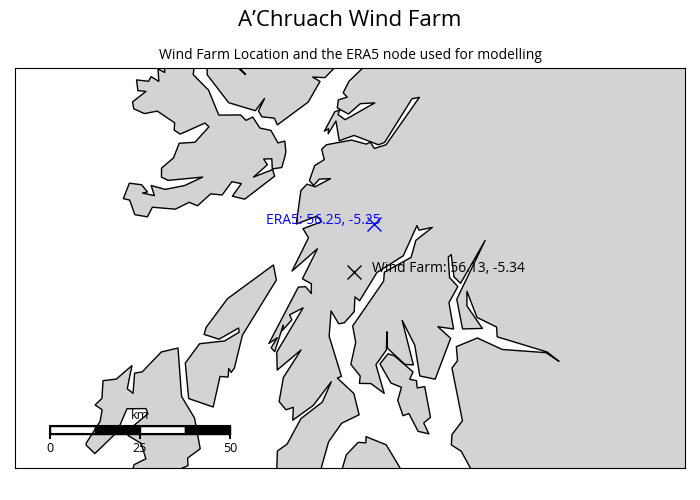 A’Chruach Wind Farm
Wind Farm Location and the ERA5 node used for modelling
ERA5: 56.25, -5.25
Wind Farm: 56.13, -5.34
km
0 25 50